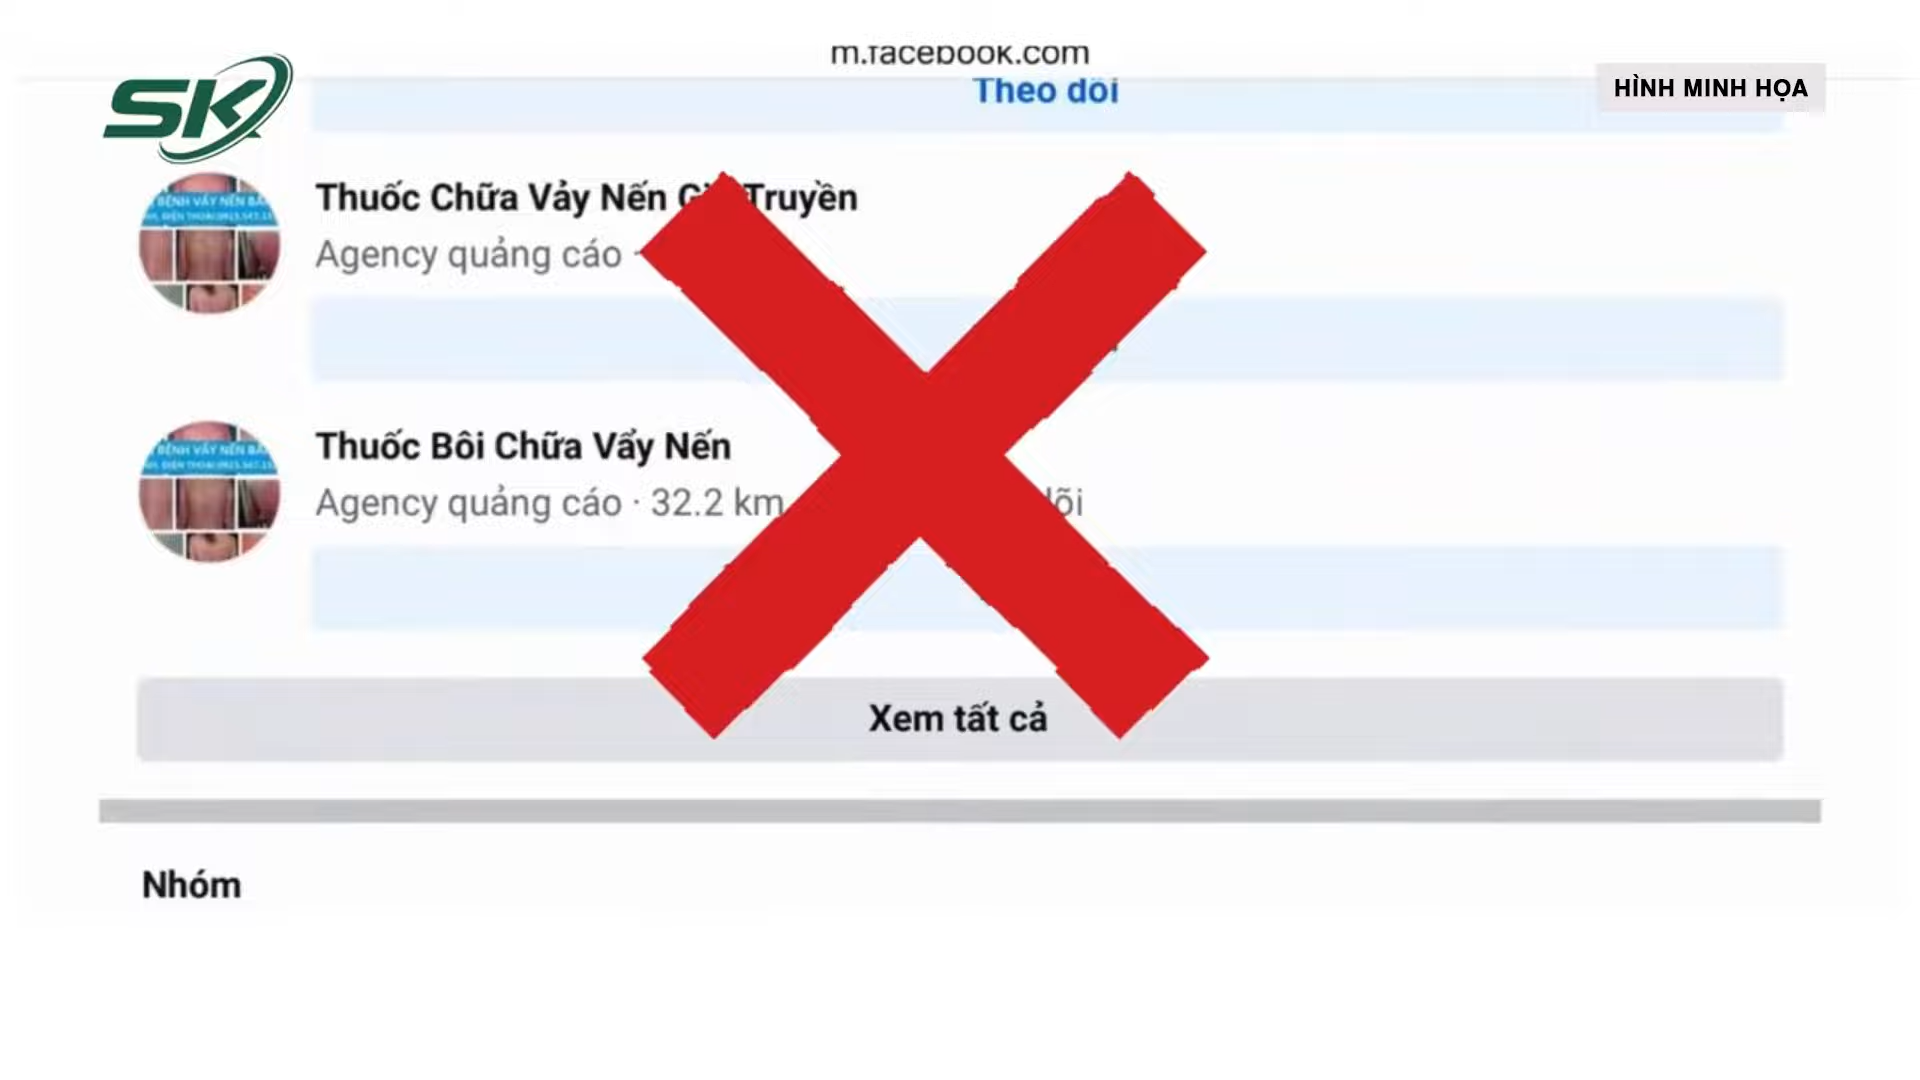 m.facebook.com
SK
Theo dõi
HÌNH MINH HỌA
Thuốc Chữa Vảy Nến Truyền
Agency quảng cáo ·
Thuốc Bôi Chữa Vẩy Nến
Agency quảng cáo · 32.2 km
Xem tất cả
Nhóm